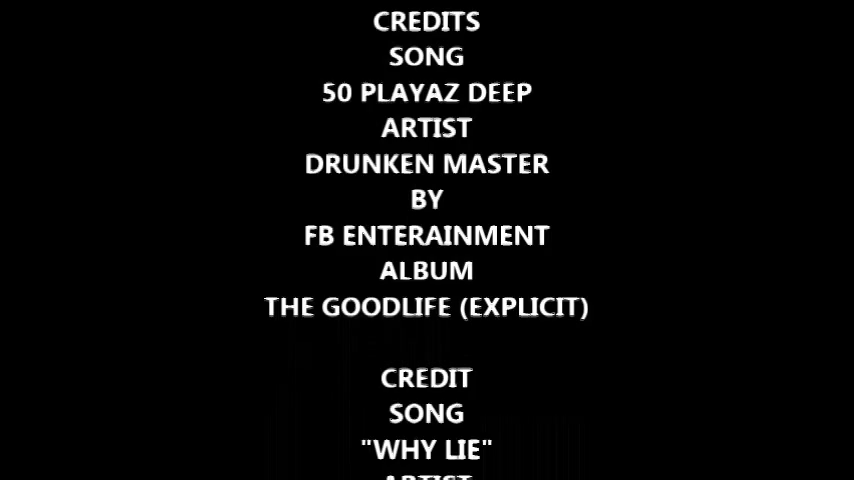 CREDITS
SONG
50 PLAYAZ DEEP
ARTIST
DRUNKEN MASTER
BY
FB ENTERAINMENT
ALBUM
THE GOODLIFE (EXPLICIT)
CREDIT
SONG
"WHY LIE"
ARTIST